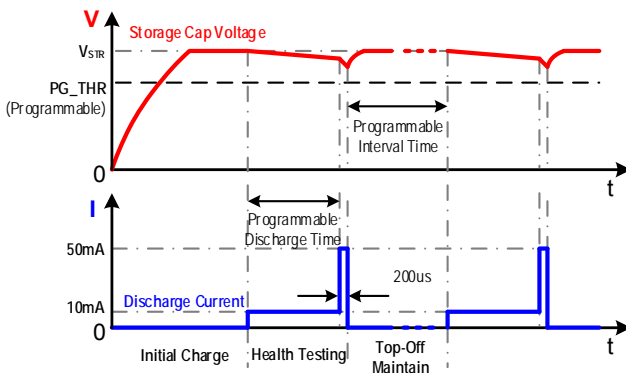 V
Storage Cap Voltage
VSTR
PG_THR
(Programmable)
Programmable
Interval Time
0
t
I
Programmable
Discharge Time
50mA
200us
10mA
Discharge Current
0
t
Initial Charge
Health Testing
Top-Off
Maintain